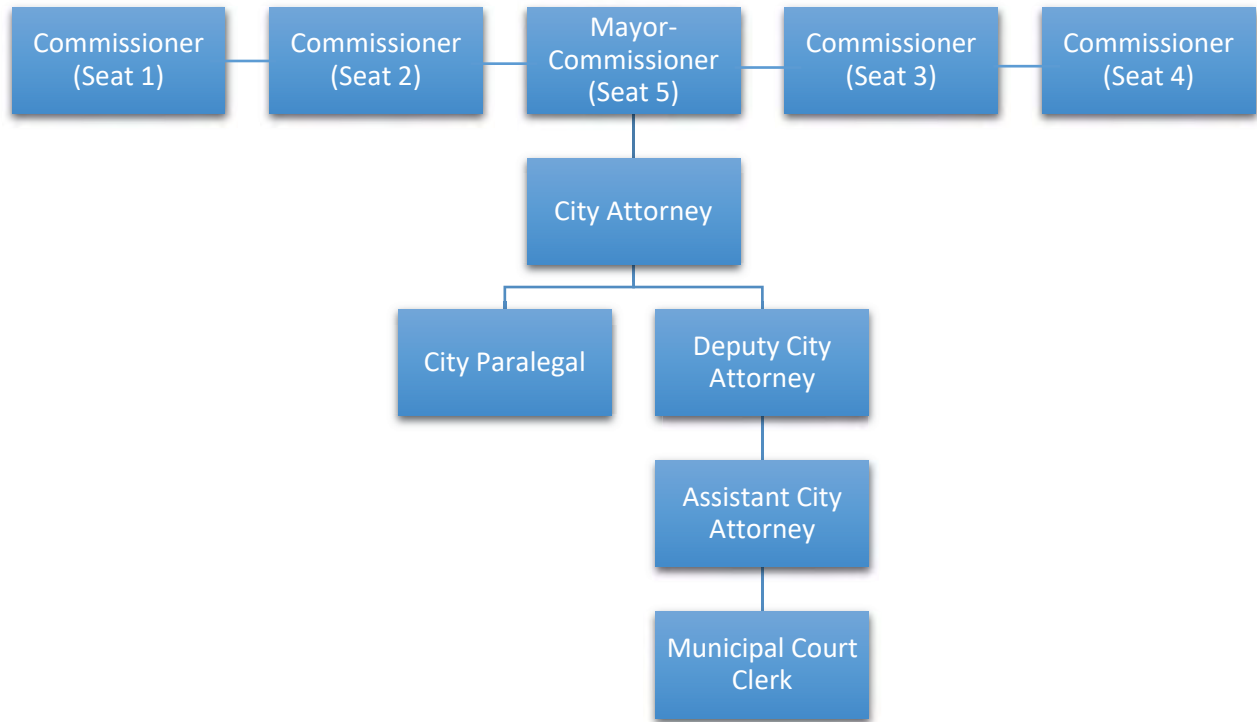 Commissioner
(Seat 1)
Commissioner
(Seat 2)
Mayor-
Commissioner
(Seat 5)
Commissioner
(Seat 3)
Commissioner
(Seat 4)
City Attorney
City Paralegal
Deputy City
Attorney
Assistant City
Attorney
Municipal Court
Clerk